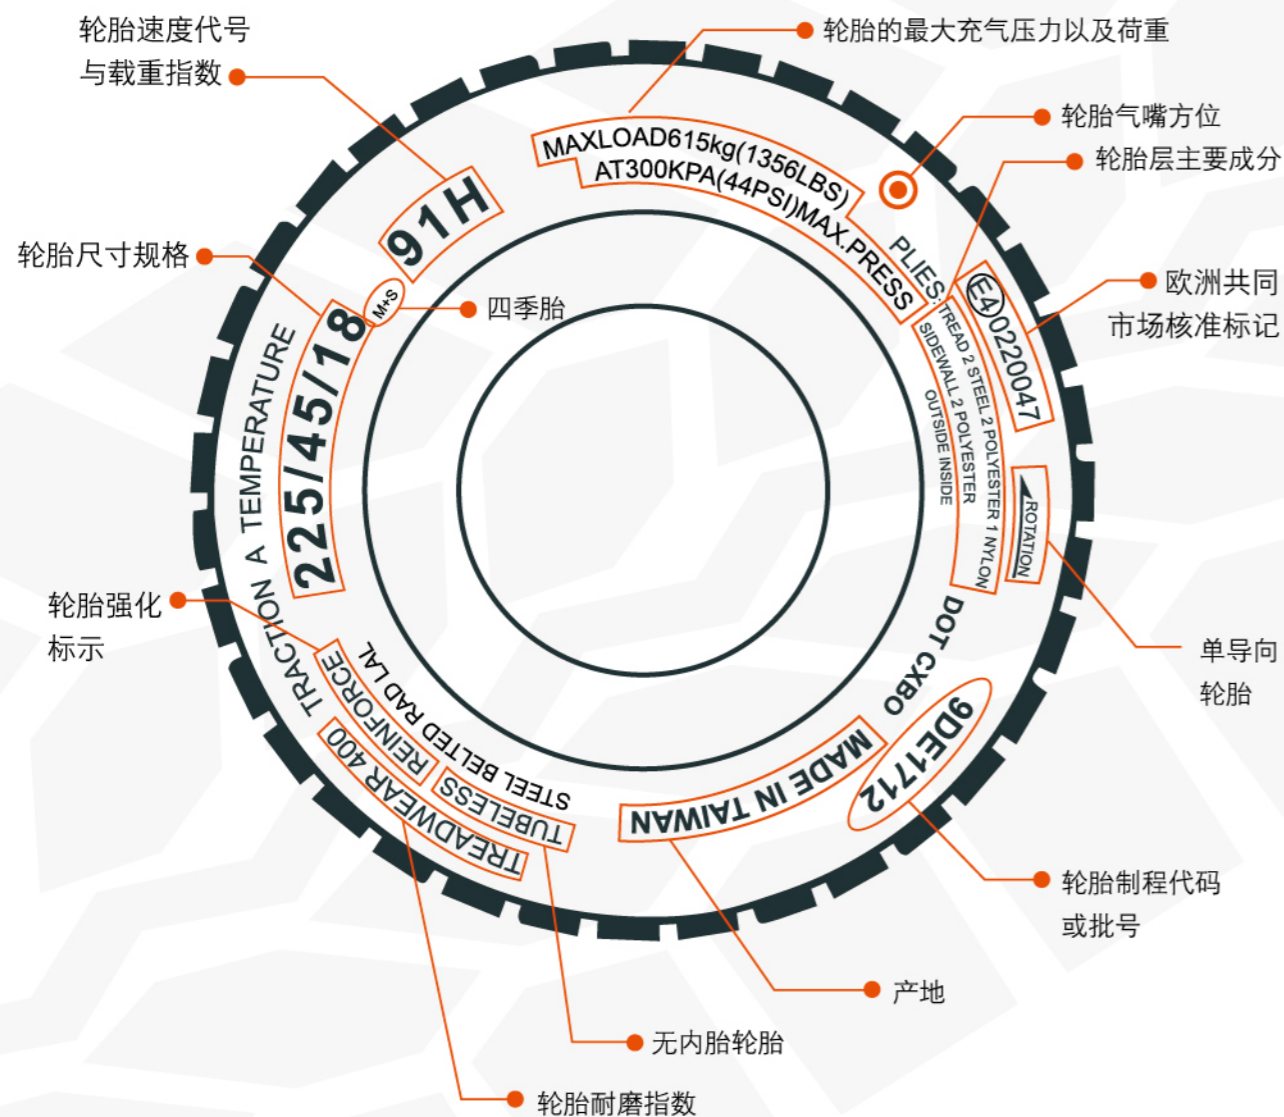 轮胎速度代号
与载重指数
轮胎的最大充气压力以及荷重
轮胎气嘴方位
轮胎层主要成分
欧洲共同
市场核准标记
单导向
轮胎
轮胎制程代码
或批号
产地
无内胎轮胎
轮胎耐磨指数
轮胎强化
标示
轮胎尺寸规格
四季胎
MAXLOAD615kg(1356LBS)
AT300KPA(44PSI)MAX.PRESS
PLIES:
TREAD 2 STEEL 2 POLYESTER 1 NYLON
SIDEWALL 2 POLYESTER
OUTSIDE INSIDE
E4 0220047
ROTATION
DOT CXBO
9DE1712
MADE IN TAIWAN
STEEL BELTED RAD LAL
TUBELESS
REINFORCE
TREADWEAR 400
TRACTION A TEMPERATURE
225/45/18
M+S
91H